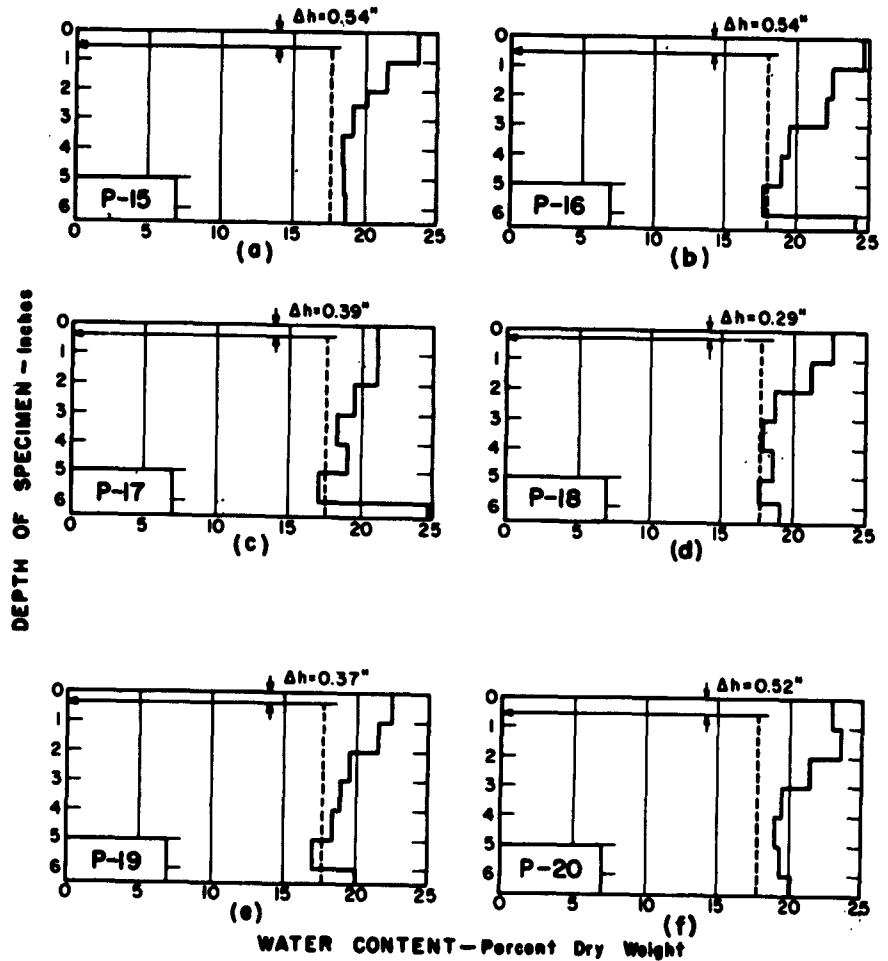 Δh=0.54"
0
1
2
3
4
5
6
P-15
0 5 10 15 20 25
(a)
Δh=0.54"
0
1
2
3
4
5
6
P-16
0 5 10 15 20 25
(b)
Δh=0.39"
0
1
2
3
4
5
6
P-17
0 5 10 15 20 25
(c)
Δh=0.29"
0
1
2
3
4
5
6
P-18
0 5 10 15 20 25
(d)
DEPTH OF SPECIMEN – Inches
Δh=0.37"
0
1
2
3
4
5
6
P-19
0 5 10 15 20 25
(e)
Δh=0.52"
0
1
2
3
4
5
6
P-20
0 5 10 15 20 25
(f)
WATER CONTENT – Percent Dry Weight